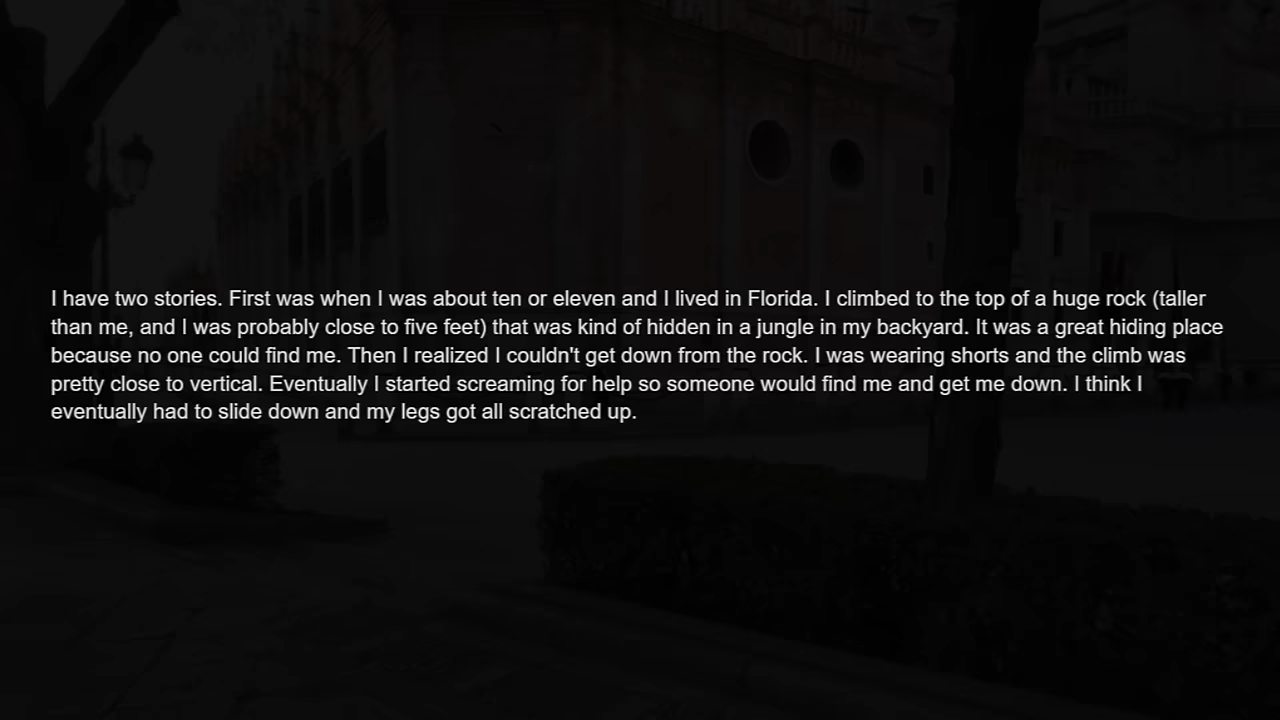 I have two stories. First was when I was about ten or eleven and I lived in Florida. I climbed to the top of a huge rock (taller
than me, and I was probably close to five feet) that was kind of hidden in a jungle in my backyard. It was a great hiding place
because no one could find me. Then I realized I couldn't get down from the rock. I was wearing shorts and the climb was
pretty close to vertical. Eventually I started screaming for help so someone would find me and get me down. I think I
eventually had to slide down and my legs got all scratched up.